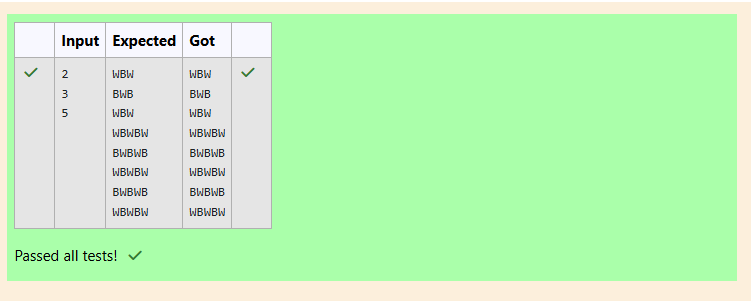 Input Expected Got
2 WBW WBW
3 BWB BWB
5 WBW WBW
WBWBW WBWBW
BWBWB BWBWB
WBWBW WBWBW
BWBWB BWBWB
WBWBW WBWBW
Passed all tests!